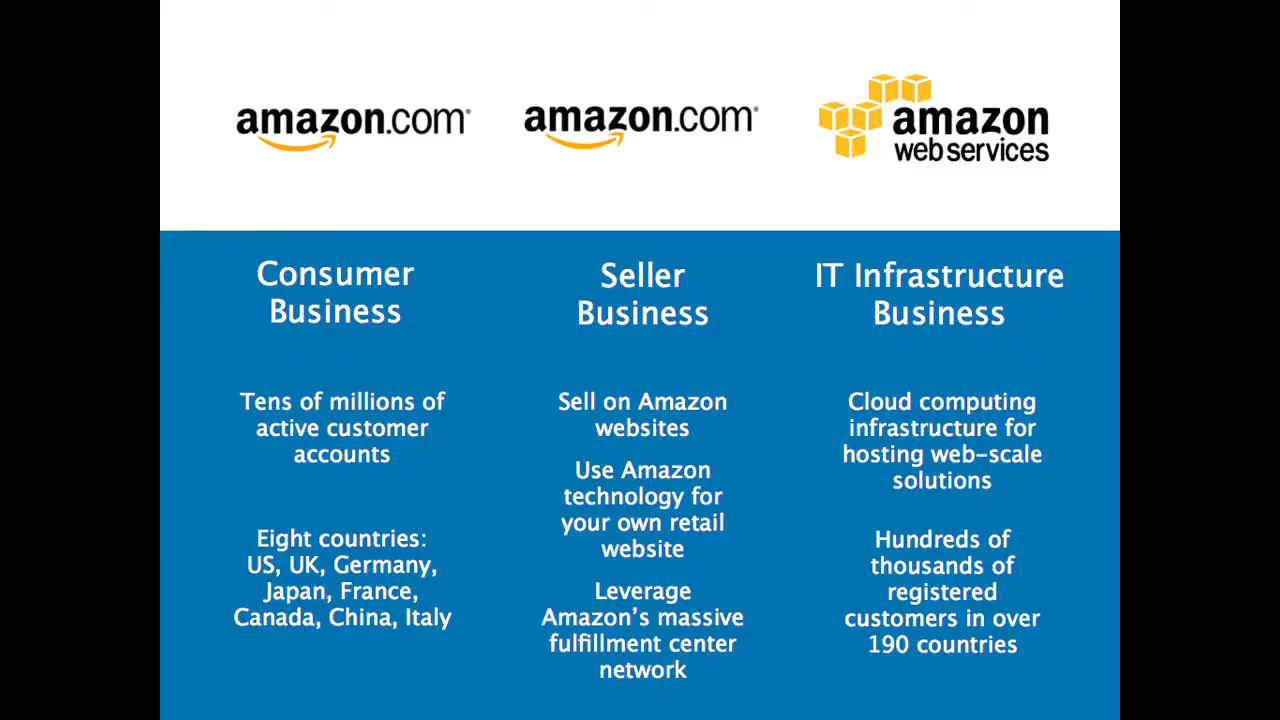 amazon.com®
amazon.com®
amazon
web services
Consumer
Business
Tens of millions of
active customer
accounts
Eight countries:
US, UK, Germany,
Japan, France,
Canada, China, Italy
Seller
Business
Sell on Amazon
websites
Use Amazon
technology for
your own retail
website
Leverage
Amazon’s massive
fulfillment center
network
IT Infrastructure
Business
Cloud computing
infrastructure for
hosting web-scale
solutions
Hundreds of
thousands of
registered
customers in over
190 countries